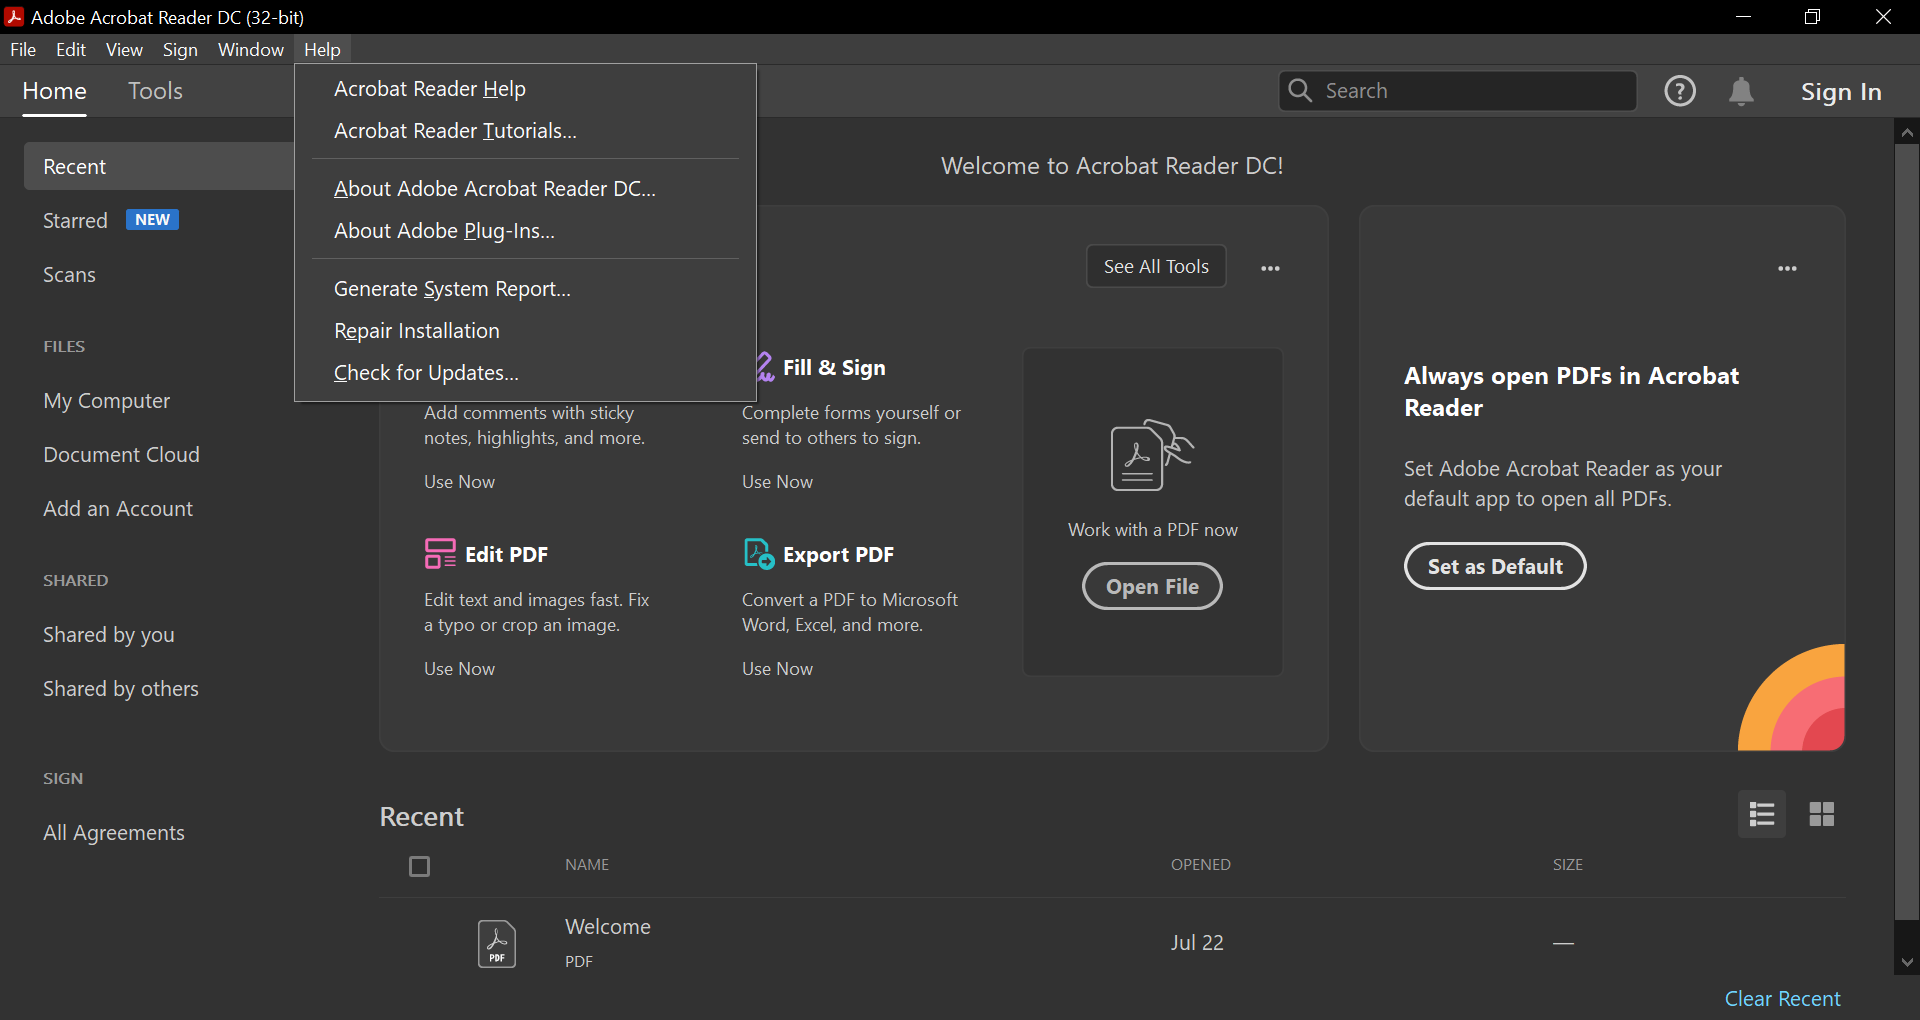 Adobe Acrobat Reader DC (32-bit)
File Edit View Sign Window Help
Home Tools
Search
Sign In
Acrobat Reader Help
Acrobat Reader Tutorials...
About Adobe Acrobat Reader DC...
About Adobe Plug-Ins...
Generate System Report...
Repair Installation
Check for Updates...
Recent
Starred NEW
Scans
FILES
My Computer
Document Cloud
Add an Account
SHARED
Shared by you
Shared by others
SIGN
All Agreements
Welcome to Acrobat Reader DC!
See All Tools
Add comments with sticky
notes, highlights, and more.
Use Now
Fill & Sign
Complete forms yourself or
send to others to sign.
Use Now
Edit PDF
Edit text and images fast. Fix
a typo or crop an image.
Use Now
Export PDF
Convert a PDF to Microsoft
Word, Excel, and more.
Use Now
Work with a PDF now
Open File
Always open PDFs in Acrobat
Reader
Set Adobe Acrobat Reader as your
default app to open all PDFs.
Set as Default
Recent
NAME OPENED SIZE
PDF
Welcome
PDF
Jul 22
—
Clear Recent